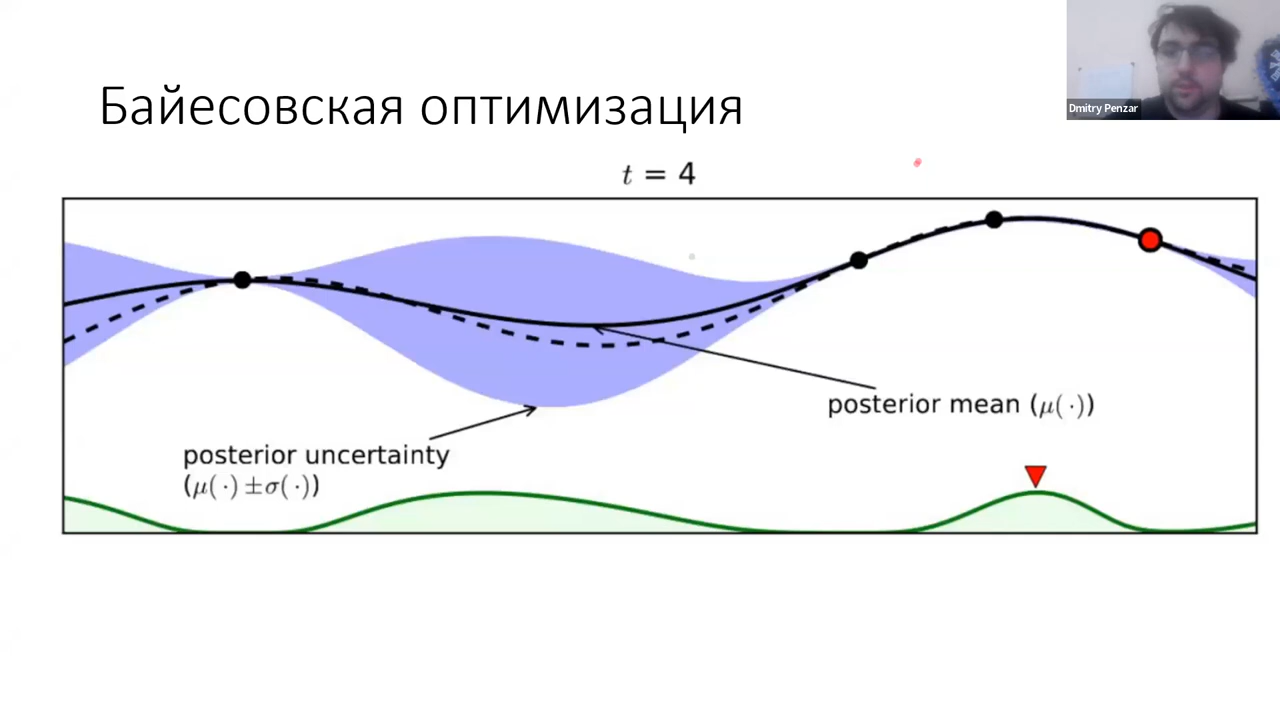 Dmitry Penzar
Байесовская оптимизация
t = 4
posterior mean (μ(·))
posterior uncertainty
(μ(·) ±σ(·))